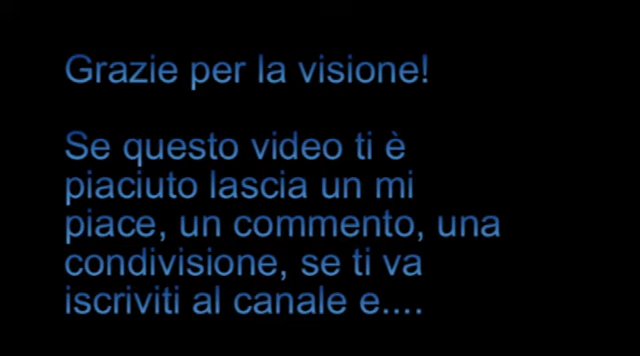 Grazie per la visione!
Se questo video ti è
piaciuto lascia un mi
piace, un commento, una
condivisione, se ti va
iscriviti al canale e....